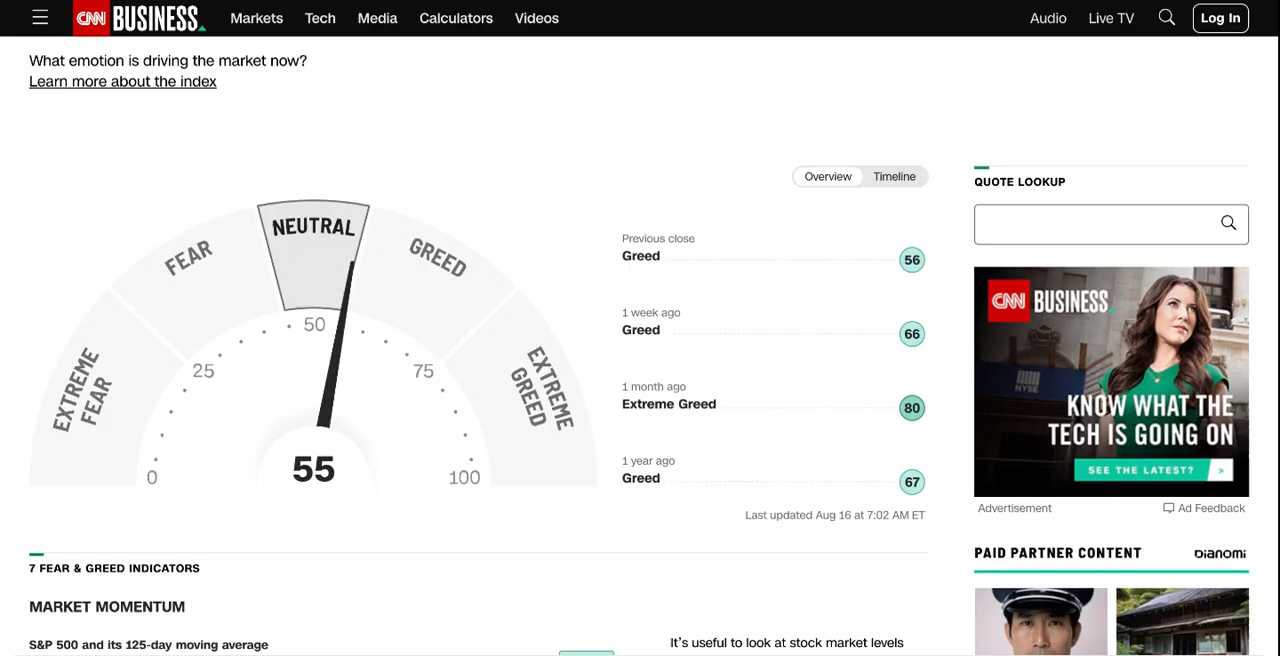 CNN BUSINESS
Markets
Tech
Media
Calculators
Videos
Audio
Live TV
Log In
What emotion is driving the market now?
Learn more about the index
Overview
Timeline
EXTREME
FEAR
FEAR
NEUTRAL
GREED
EXTREME
GREED
0
25
50
75
100
55
Previous close
Greed
56
1 week ago
Greed
66
1 month ago
Extreme Greed
80
1 year ago
Greed
67
Last updated Aug 16 at 7:02 AM ET
7 FEAR & GREED INDICATORS
MARKET MOMENTUM
S&P 500 and its 125-day moving average
It's useful to look at stock market levels
QUOTE LOOKUP
CNN BUSINESS
NYSE
KNOW WHAT THE
TECH IS GOING ON
SEE THE LATEST? >
Advertisement
Ad Feedback
PAID PARTNER CONTENT
DIANOMI